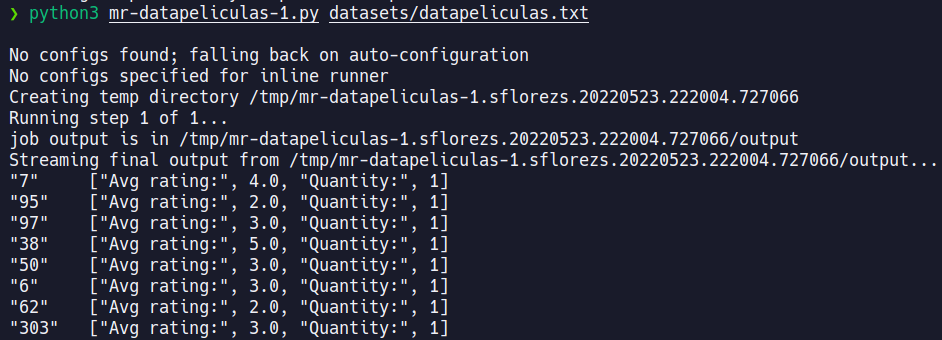 ❯ python3 mr-datapeliculas-1.py datasets/datapeliculas.txt
No configs found; falling back on auto-configuration
No configs specified for inline runner
Creating temp directory /tmp/mr-datapeliculas-1.sflorezs.20220523.222004.727066
Running step 1 of 1...
job output is in /tmp/mr-datapeliculas-1.sflorezs.20220523.222004.727066/output
Streaming final output from /tmp/mr-datapeliculas-1.sflorezs.20220523.222004.727066/output...
"7"     ["Avg rating:", 4.0, "Quantity:", 1]
"95"    ["Avg rating:", 2.0, "Quantity:", 1]
"97"    ["Avg rating:", 3.0, "Quantity:", 1]
"38"    ["Avg rating:", 5.0, "Quantity:", 1]
"50"    ["Avg rating:", 3.0, "Quantity:", 1]
"6"     ["Avg rating:", 3.0, "Quantity:", 1]
"62"    ["Avg rating:", 2.0, "Quantity:", 1]
"303"   ["Avg rating:", 3.0, "Quantity:", 1]